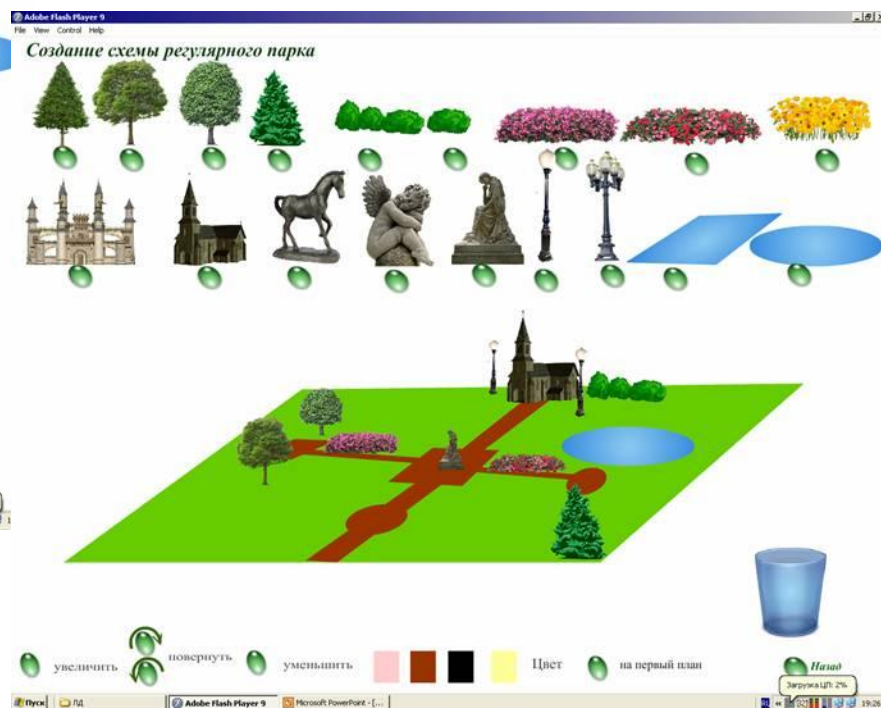 Adobe Flash Player 9
File View Control Help
Создание схемы регулярного парка
увеличить
повернуть
уменьшить
Цвет
на первый план
Назад
Загрузка ЦП: 2%
Пуск
ЛД
Adobe Flash Player 9
Microsoft PowerPoint - [...
19:26